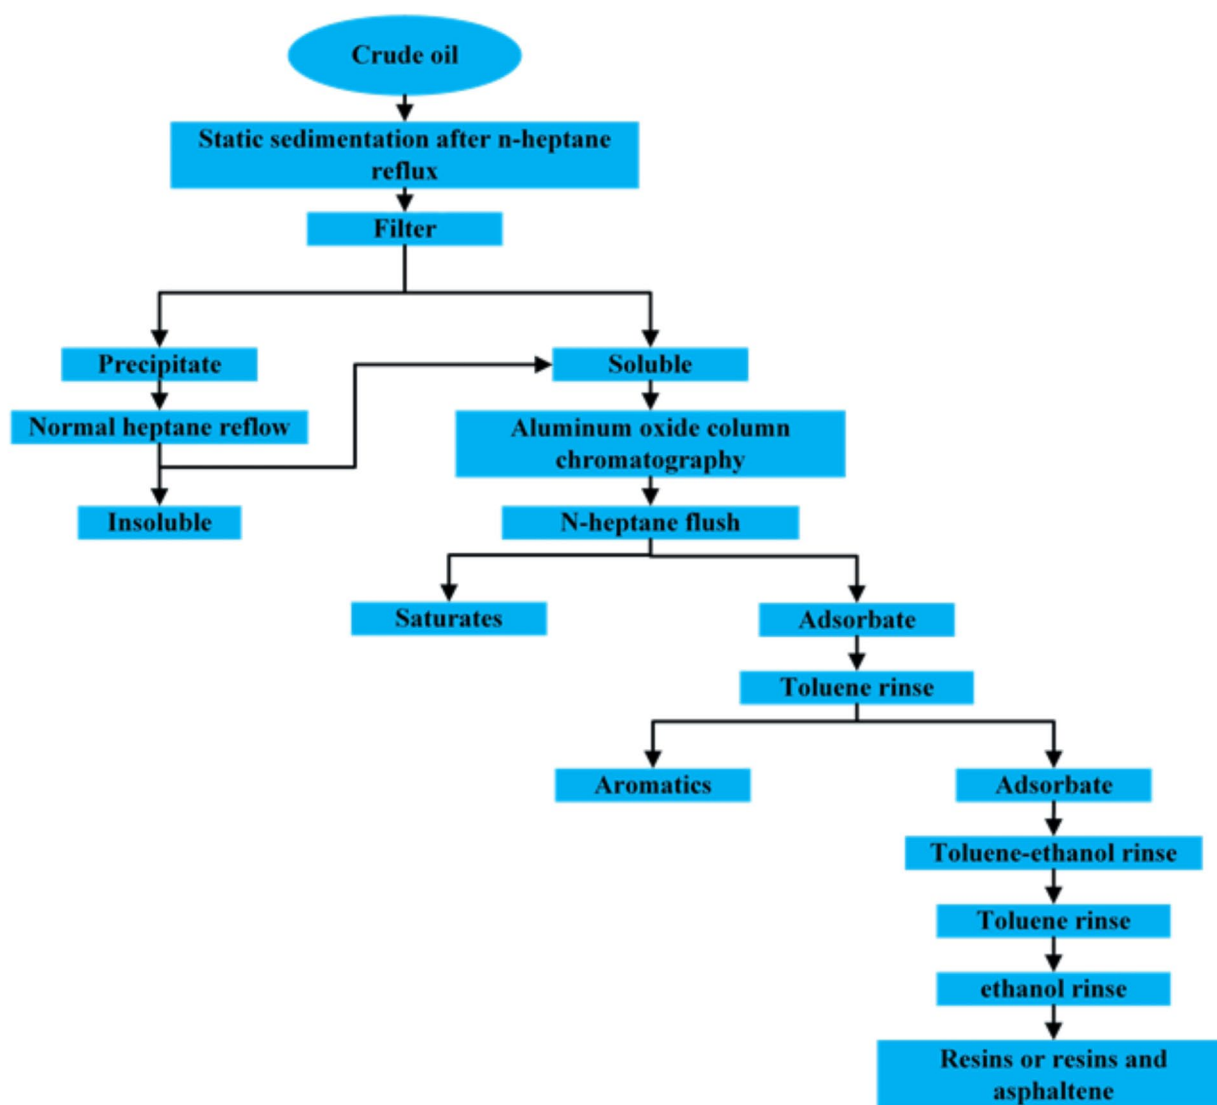 Crude oil
Static sedimentation after n-heptane
reflux
Filter
Precipitate
Soluble
Normal heptane reflow
Aluminum oxide column
chromatography
Insoluble
N-heptane flush
Saturates
Adsorbate
Toluene rinse
Aromatics
Adsorbate
Toluene-ethanol rinse
Toluene rinse
ethanol rinse
Resins or resins and
asphaltene